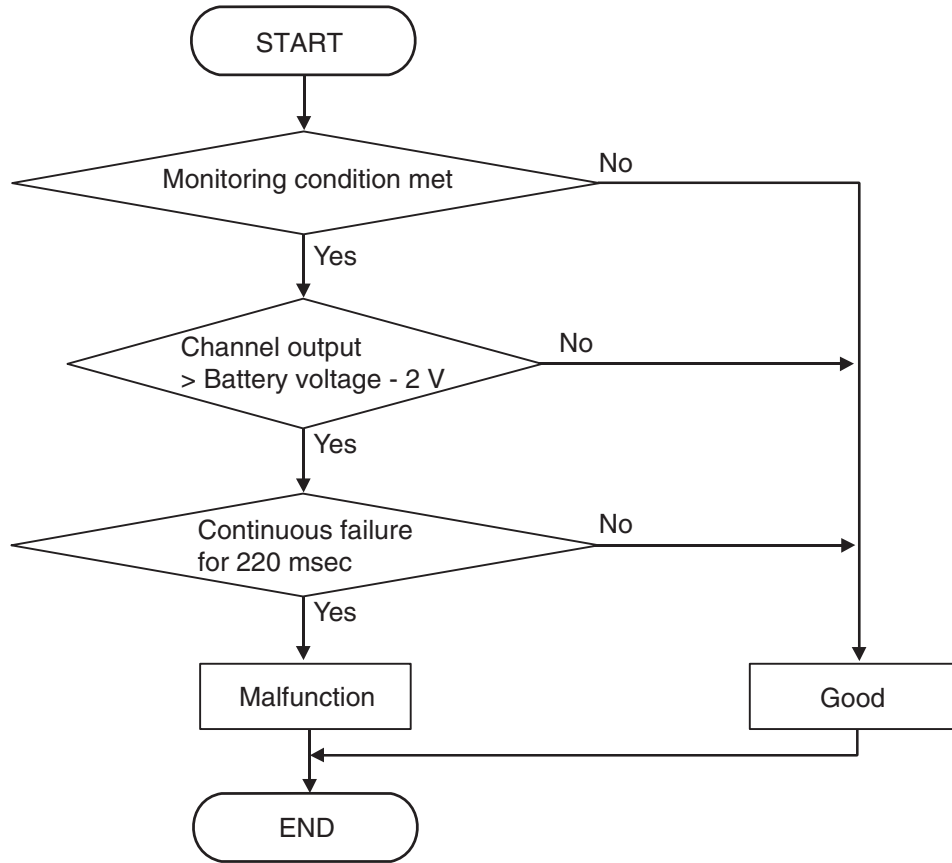 START
Monitoring condition met
No
Yes
Channel output
> Battery voltage - 2 V
No
Yes
Continuous failure
for 220 msec
No
Yes
Malfunction
Good
END